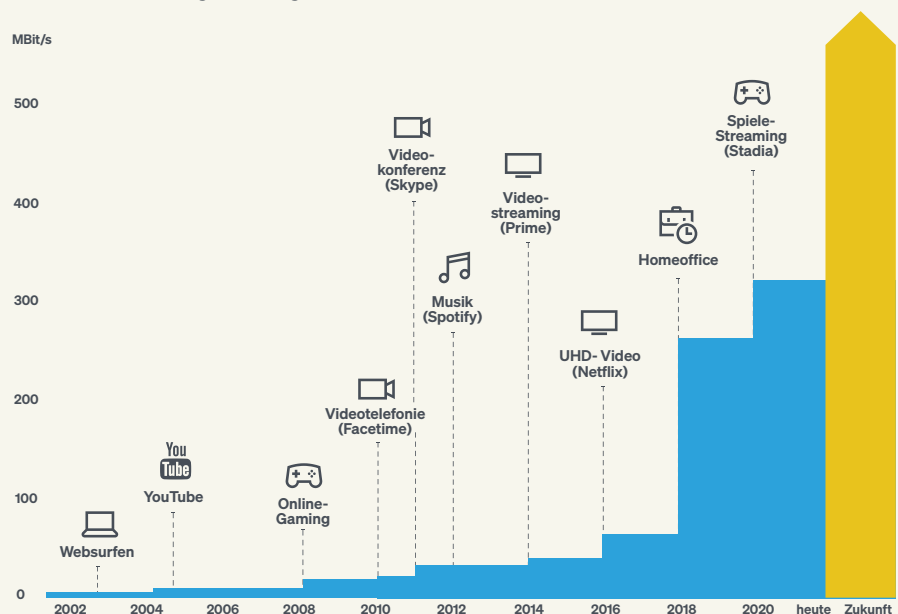 MBit/s
500
400
300
200
100
0
Websurfen
You
Tube
YouTube
Online-
Gaming
Videotelefonie
(Facetime)
Video-
konferenz
(Skype)
Musik
(Spotify)
Video-
streaming
(Prime)
UHD- Video
(Netflix)
Homeoffice
Spiele-
Streaming
(Stadia)
2002 2004 2006 2008 2010 2012 2014 2016 2018 2020 heute Zukunft